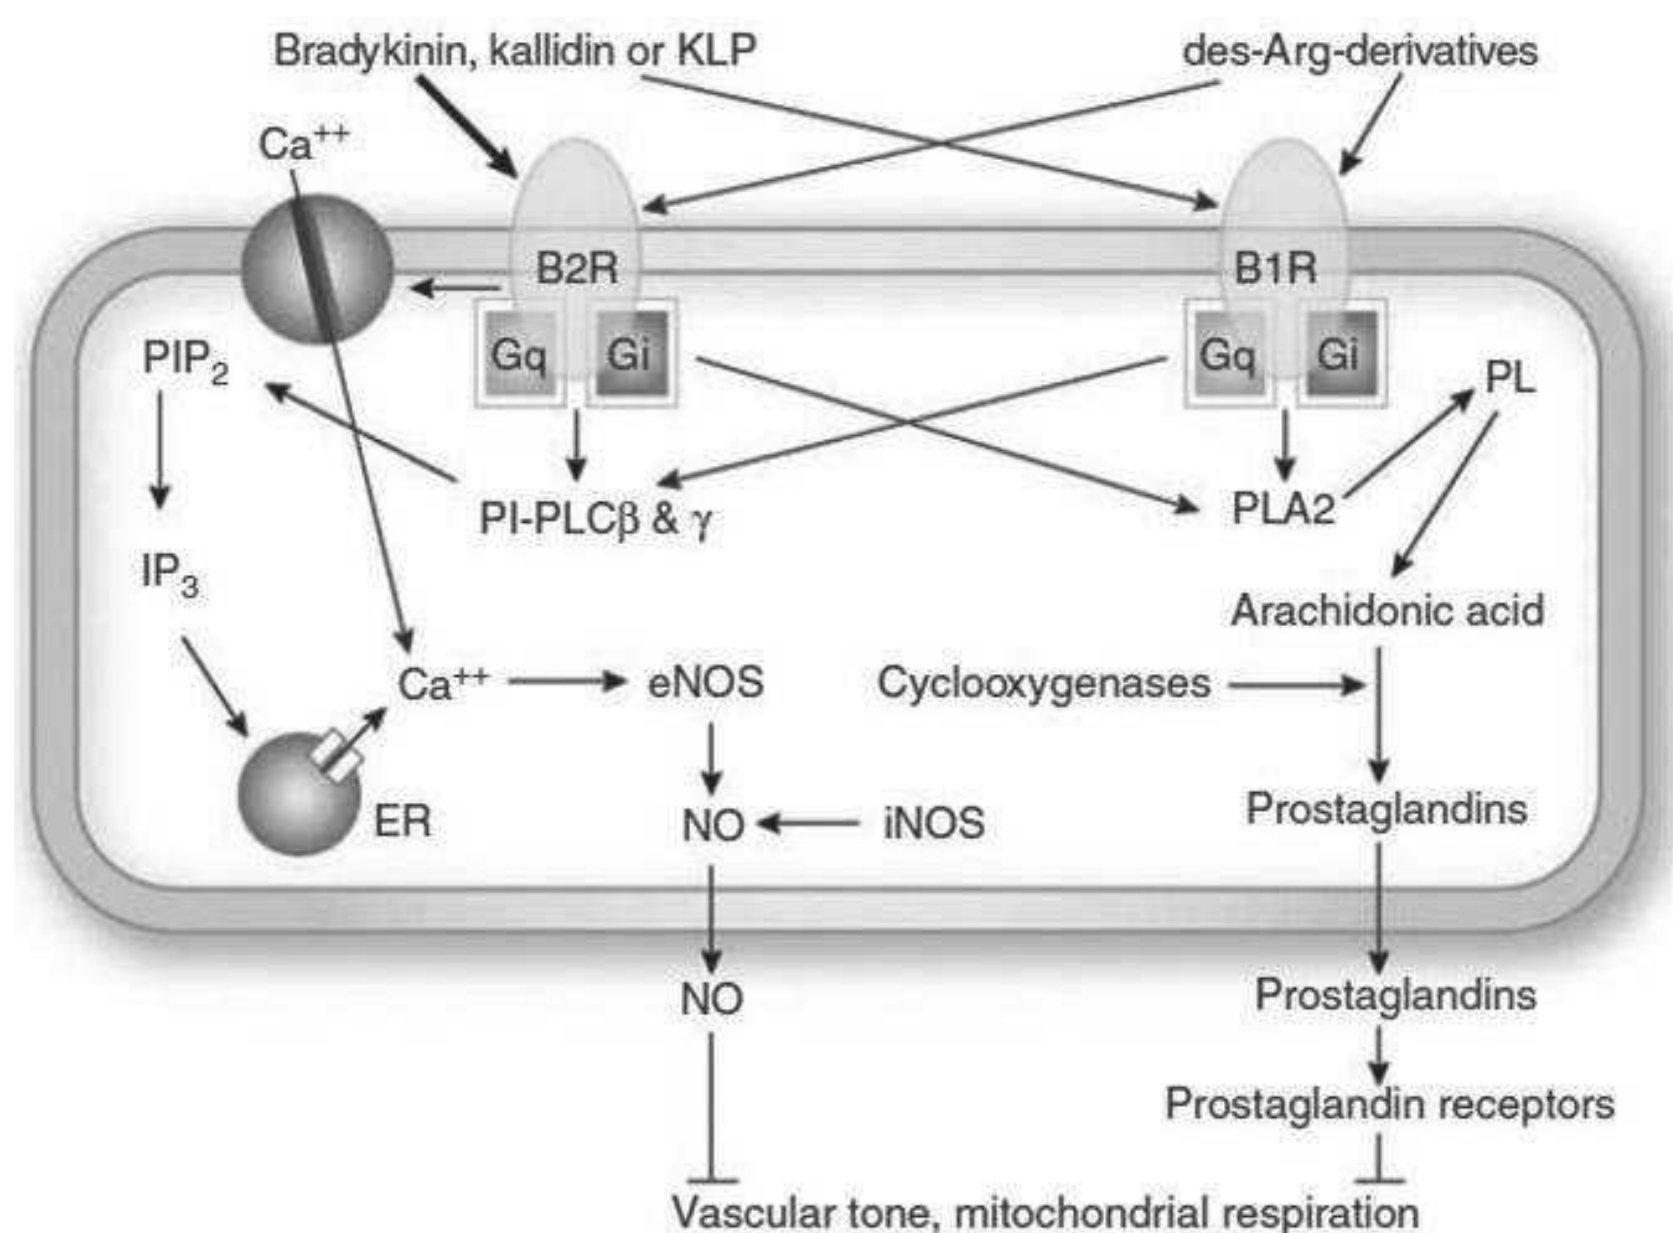 Bradykinin, kallidin or KLP
des-Arg-derivatives
Ca++
B2R
B1R
Gq
Gi
Gq
Gi
PIP2
PL
PI-PLCβ & γ
PLA2
IP3
Arachidonic acid
Ca++
eNOS
Cyclooxygenases
ER
NO
iNOS
Prostaglandins
NO
Prostaglandins
Prostaglandin receptors
Vascular tone, mitochondrial respiration